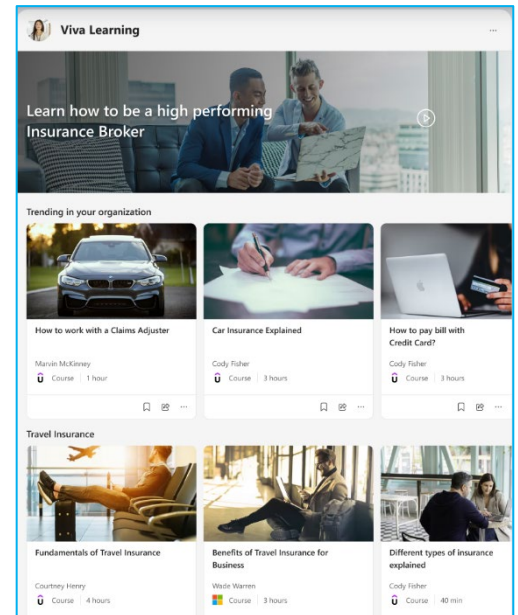 Viva Learning
Learn how to be a high performing
Insurance Broker
Trending in your organization
How to work with a Claims Adjuster
Marvin McKinney
Course | 1 hour
Car Insurance Explained
Cody Fisher
Course | 3 hours
How to pay bill with
Credit Card?
Cody Fisher
Course | 3 hours
Travel Insurance
Fundamentals of Travel Insurance
Courtney Henry
Course | 4 hours
Benefits of Travel Insurance for
Business
Wade Warren
Course | 3 hours
Different types of insurance
explained
Cody Fisher
Course | 40 min